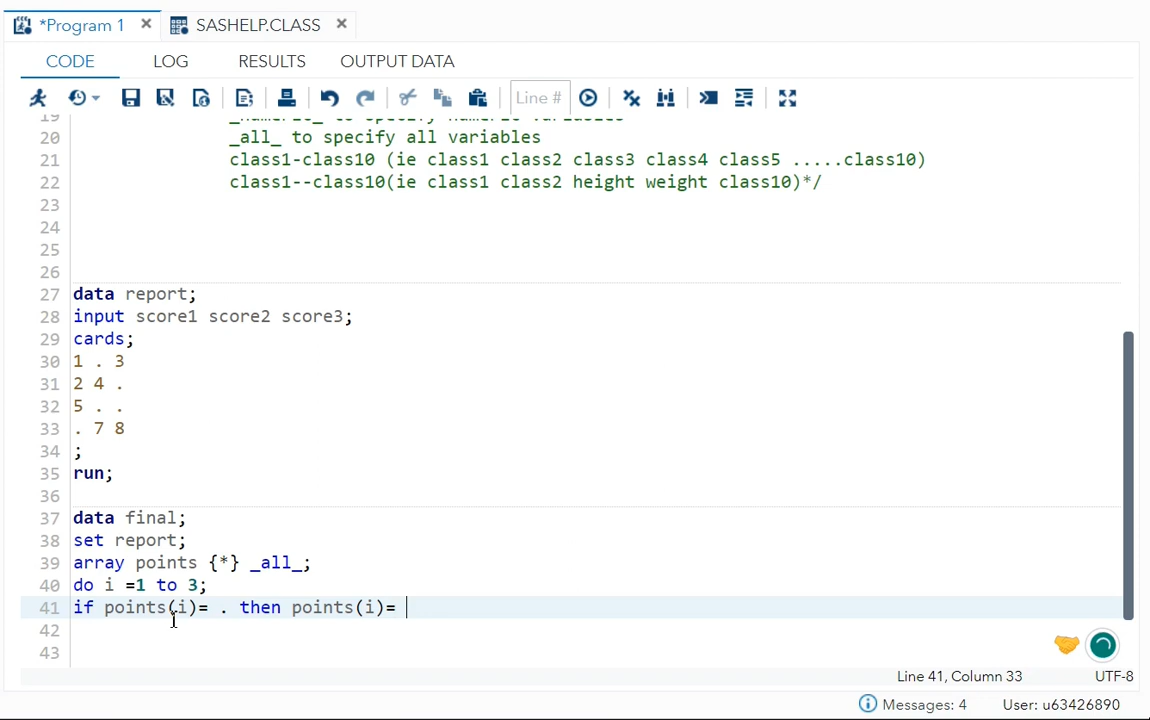 *Program 1 × SASHELP.CLASS ×
CODE LOG RESULTS OUTPUT DATA
Line #
19
20 _all_ to specify all variables
21 class1-class10 (ie class1 class2 class3 class4 class5 .....class10)
22 class1--class10(ie class1 class2 height weight class10)*/
23
24
25
26
27 data report;
28 input score1 score2 score3;
29 cards;
30 1 . 3
31 2 4 .
32 5 . .
33 . 7 8
34 ;
35 run;
36
37 data final;
38 set report;
39 array points {*} _all_;
40 do i =1 to 3;
41 if points(i)= . then points(i)=
42
43
Line 41, Column 33 UTF-8
Messages: 4 User: u63426890